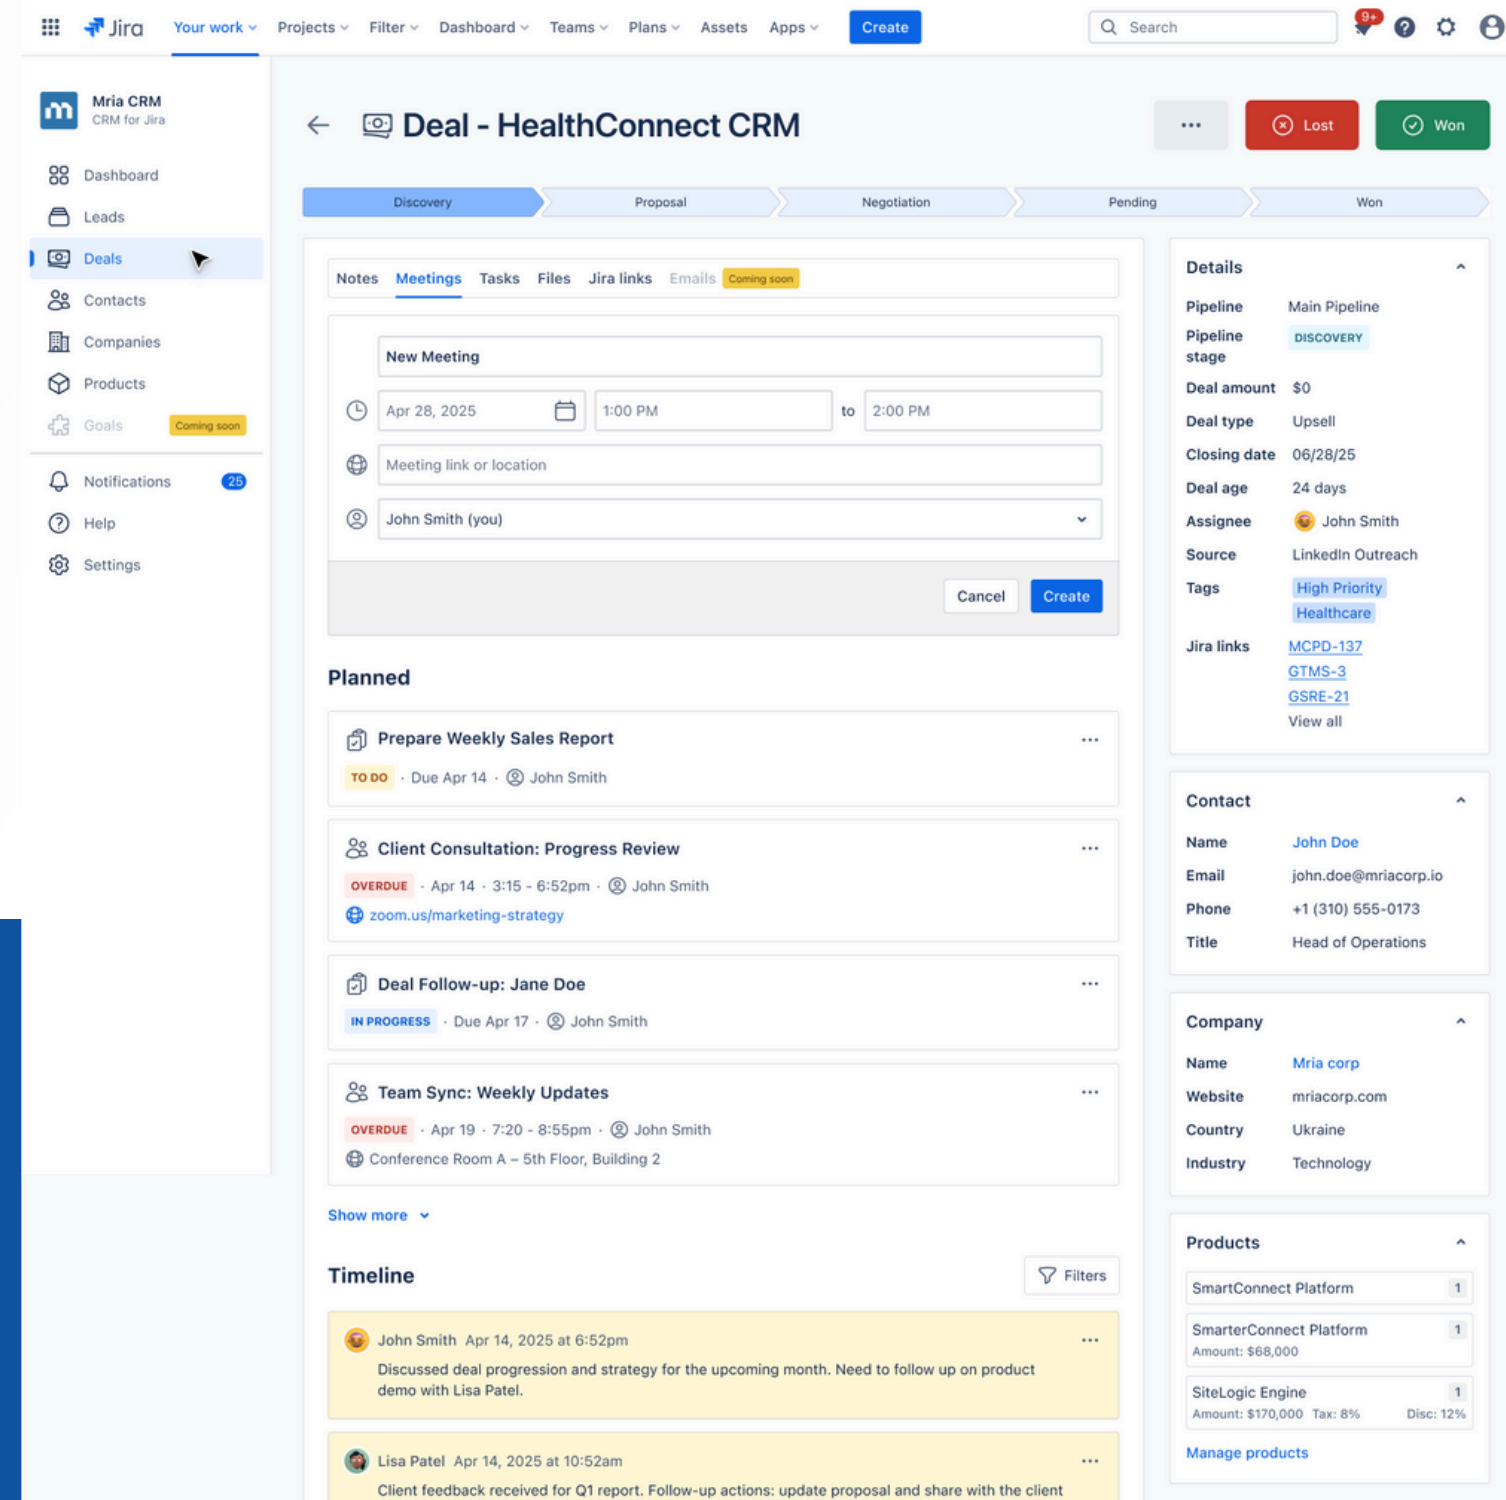 Jira
Your work
Projects
Filter
Dashboard
Teams
Plans
Assets
Apps
Create
Search
9+
Mria CRM
CRM for Jira
Dashboard
Leads
Deals
Contacts
Companies
Products
Goals Coming soon
Notifications 25
Help
Settings
Deal - HealthConnect CRM
Lost
Won
Discovery
Proposal
Negotiation
Pending
Won
Notes Meetings Tasks Files Jira links Emails Coming soon
New Meeting
Apr 28, 2025 1:00 PM to 2:00 PM
Meeting link or location
John Smith (you)
Cancel Create
Planned
Prepare Weekly Sales Report
TO DO · Due Apr 14 · John Smith
Client Consultation: Progress Review
OVERDUE · Apr 14 · 3:15 - 6:52pm · John Smith
zoom.us/marketing-strategy
Deal Follow-up: Jane Doe
IN PROGRESS · Due Apr 17 · John Smith
Team Sync: Weekly Updates
OVERDUE · Apr 19 · 7:20 - 8:55pm · John Smith
Conference Room A – 5th Floor, Building 2
Show more
Timeline
Filters
John Smith Apr 14, 2025 at 6:52pm
Discussed deal progression and strategy for the upcoming month. Need to follow up on product
demo with Lisa Patel.
Lisa Patel Apr 14, 2025 at 10:52am
Client feedback received for Q1 report. Follow-up actions: update proposal and share with the client
Details
Pipeline Main Pipeline
Pipeline stage DISCOVERY
Deal amount $0
Deal type Upsell
Closing date 06/28/25
Deal age 24 days
Assignee John Smith
Source LinkedIn Outreach
Tags High Priority
Healthcare
Jira links MCPD-137
GTMS-3
GSRE-21
View all
Contact
Name John Doe
Email john.doe@mriacorp.io
Phone +1 (310) 555-0173
Title Head of Operations
Company
Name Mria corp
Website mriacorp.com
Country Ukraine
Industry Technology
Products
SmartConnect Platform 1
SmarterConnect Platform 1
Amount: $68,000
SiteLogic Engine 1
Amount: $170,000 Tax: 8% Disc: 12%
Manage products